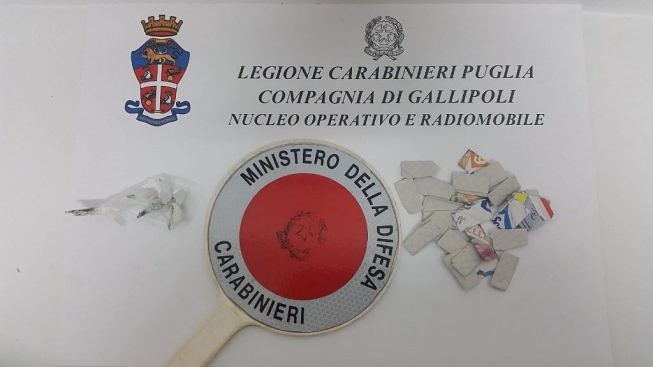 LEGIONE CARABINIERI PUGLIA
COMPAGNIA DI GALLIPOLI
NUCLEO OPERATIVO E RADIOMOBILE
MINISTERO DELLA DIFESA
CARABINIERI